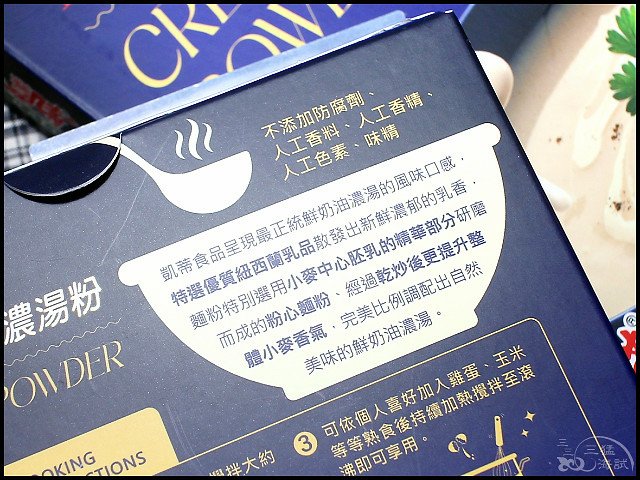 CRE
POWDER
不添加防腐劑、
人工香料、人工香精、
人工色素、味精
凱蒂食品呈現最正統鮮奶油濃湯的風味口感，
特選優質紐西蘭乳品散發出新鮮濃郁的乳香，
麵粉特別選用小麥中心胚乳的精華部分研磨
而成的粉心麵粉、經過乾炒後更提升整
體小麥香氣，完美比例調配出自然
美味的鮮奶油濃湯。
濃湯粉
POWDER
COOKING
攪拌大約
3 可依個人喜好加入雞蛋、玉米
等等熟食後持續加熱攪拌至滾
沸即可享用。
三猛
海試